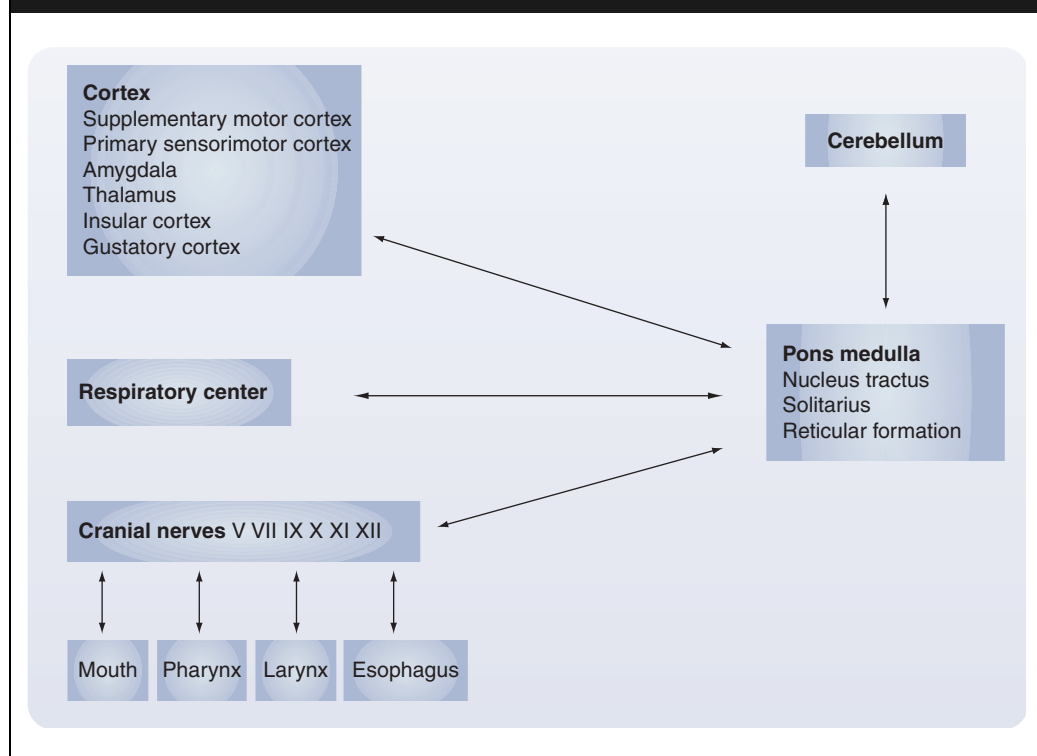 Cortex
Supplementary motor cortex
Primary sensorimotor cortex
Amygdala
Thalamus
Insular cortex
Gustatory cortex
Cerebellum
Pons medulla
Nucleus tractus
Solitarius
Reticular formation
Respiratory center
Cranial nerves V VII IX X XI XII
Mouth
Pharynx
Larynx
Esophagus